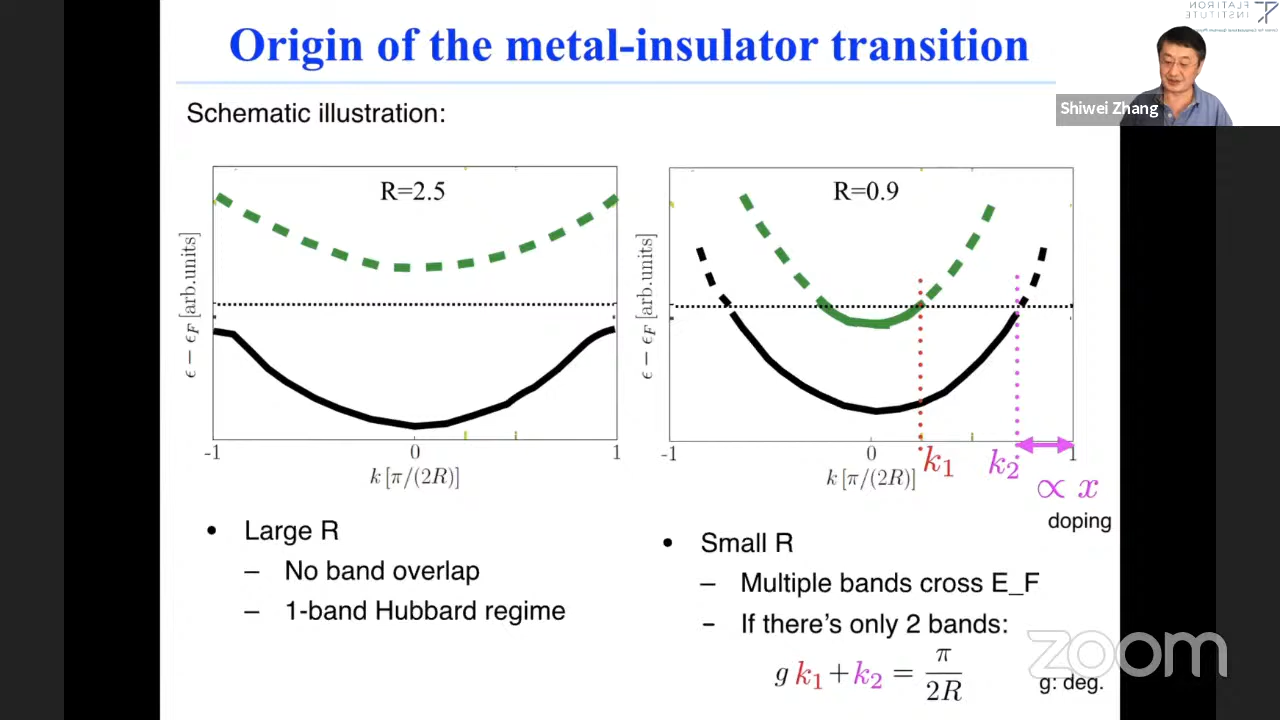 Origin of the metal-insulator transition
FLATIRON
INSTITUTE
Shiwei Zhang
Schematic illustration:
R=2.5
ϵ − ϵ_F [arb.units]
-1 0 1
k [π/(2R)]
R=0.9
ϵ − ϵ_F [arb.units]
-1 0 1
k [π/(2R)]
k₁
k₂
∝ x
doping
• Large R
– No band overlap
– 1-band Hubbard regime
• Small R
– Multiple bands cross E_F
– If there's only 2 bands:
g k₁ + k₂ = π/2R
g: deg.
zoom